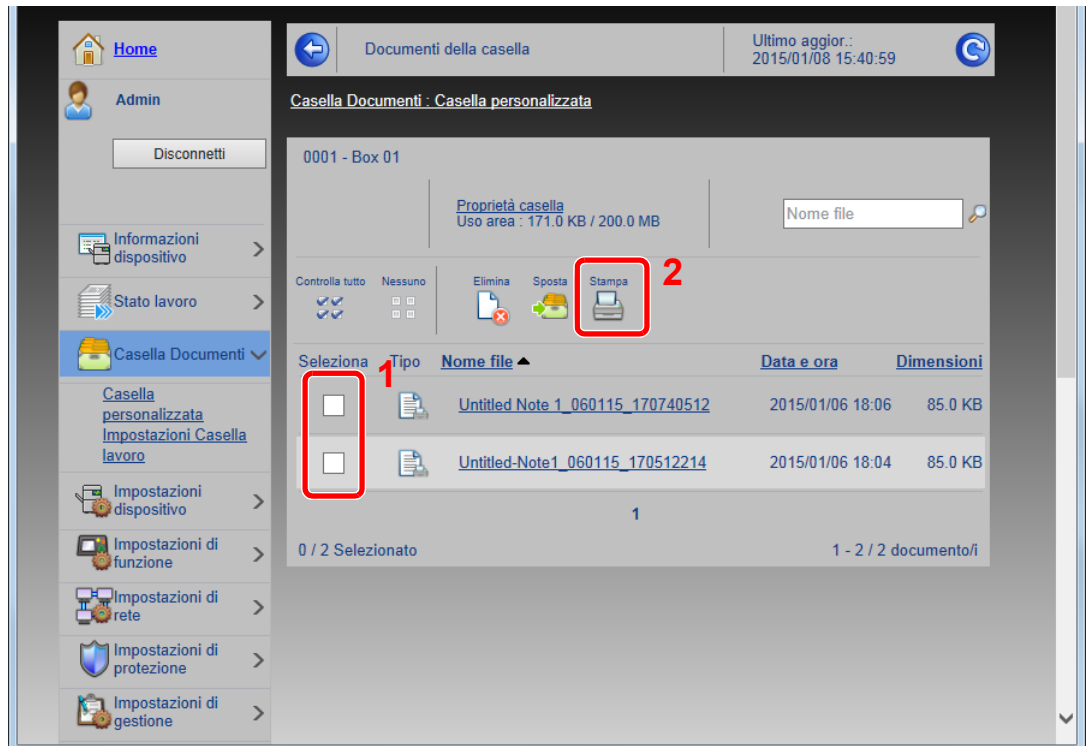 Home
Admin
Disconnetti
Informazioni
dispositivo
Stato lavoro
Casella Documenti
Casella
personalizzata
Impostazioni Casella
lavoro
Impostazioni
dispositivo
Impostazioni di
funzione
Impostazioni di
rete
Impostazioni di
protezione
Impostazioni di
gestione
Documenti della casella
Ultimo aggior.:
2015/01/08 15:40:59
Casella Documenti : Casella personalizzata
0001 - Box 01
Proprietà casella
Uso area : 171.0 KB / 200.0 MB
Nome file
Controlla tutto Nessuno Elimina Sposta Stampa 2
Seleziona Tipo Nome file Data e ora Dimensioni
1
Untitled Note 1_060115_170740512 2015/01/06 18:06 85.0 KB
Untitled-Note1_060115_170512214 2015/01/06 18:04 85.0 KB
1
0 / 2 Selezionato 1 - 2 / 2 documento/i